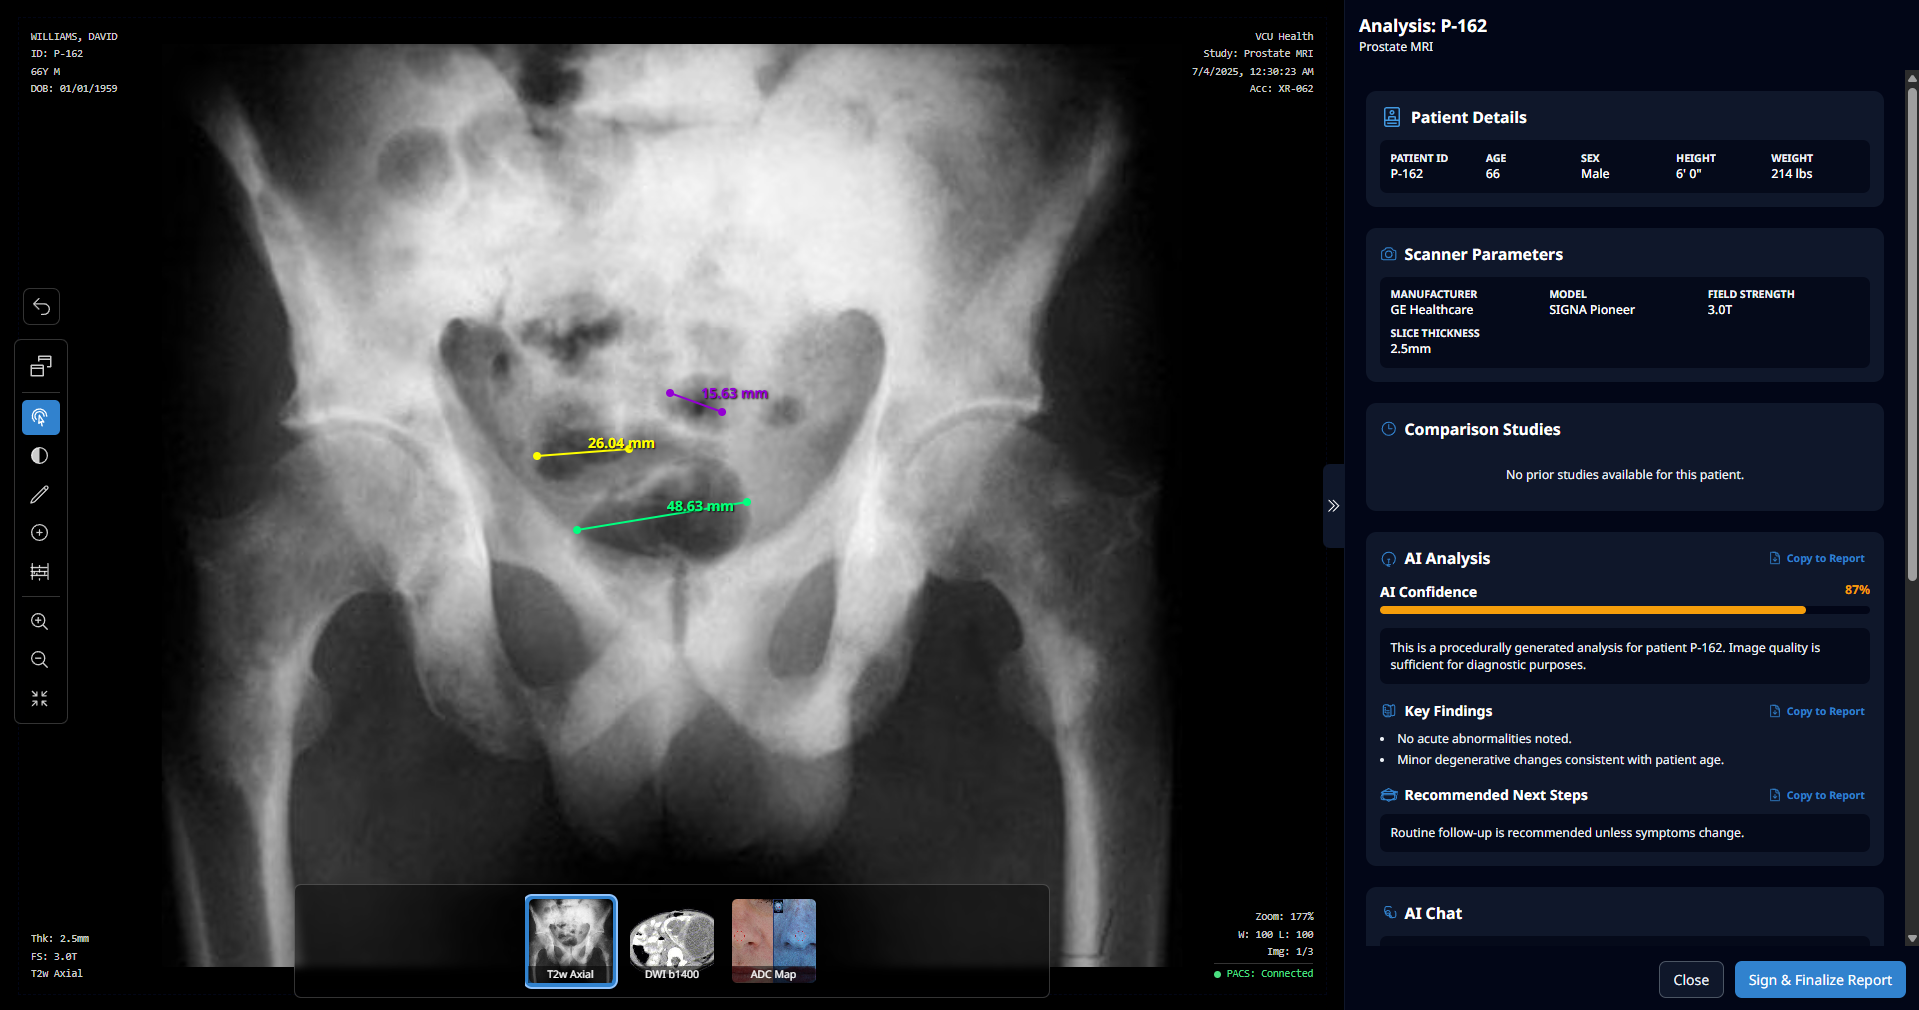 WILLIAMS, DAVID
ID: P-162
66Y M
DOB: 01/01/1959
VCU Health
Study: Prostate MRI
7/4/2025, 12:30:23 AM
Acc: XR-062
15.63 mm
26.04 mm
48.63 mm
Thk: 2.5mm
FS: 3.0T
T2w Axial
T2w Axial
DWI b1400
ADC Map
Zoom: 177%
W: 100 L: 100
Img: 1/3
PACS: Connected
Analysis: P-162
Prostate MRI
Patient Details
PATIENT ID AGE SEX HEIGHT WEIGHT
P-162 66 Male 6' 0" 214 lbs
Scanner Parameters
MANUFACTURER MODEL FIELD STRENGTH
GE Healthcare SIGNA Pioneer 3.0T
SLICE THICKNESS
2.5mm
Comparison Studies
No prior studies available for this patient.
AI Analysis Copy to Report
AI Confidence 87%
This is a procedurally generated analysis for patient P-162. Image quality is
sufficient for diagnostic purposes.
Key Findings Copy to Report
• No acute abnormalities noted.
• Minor degenerative changes consistent with patient age.
Recommended Next Steps Copy to Report
Routine follow-up is recommended unless symptoms change.
AI Chat
Close Sign & Finalize Report